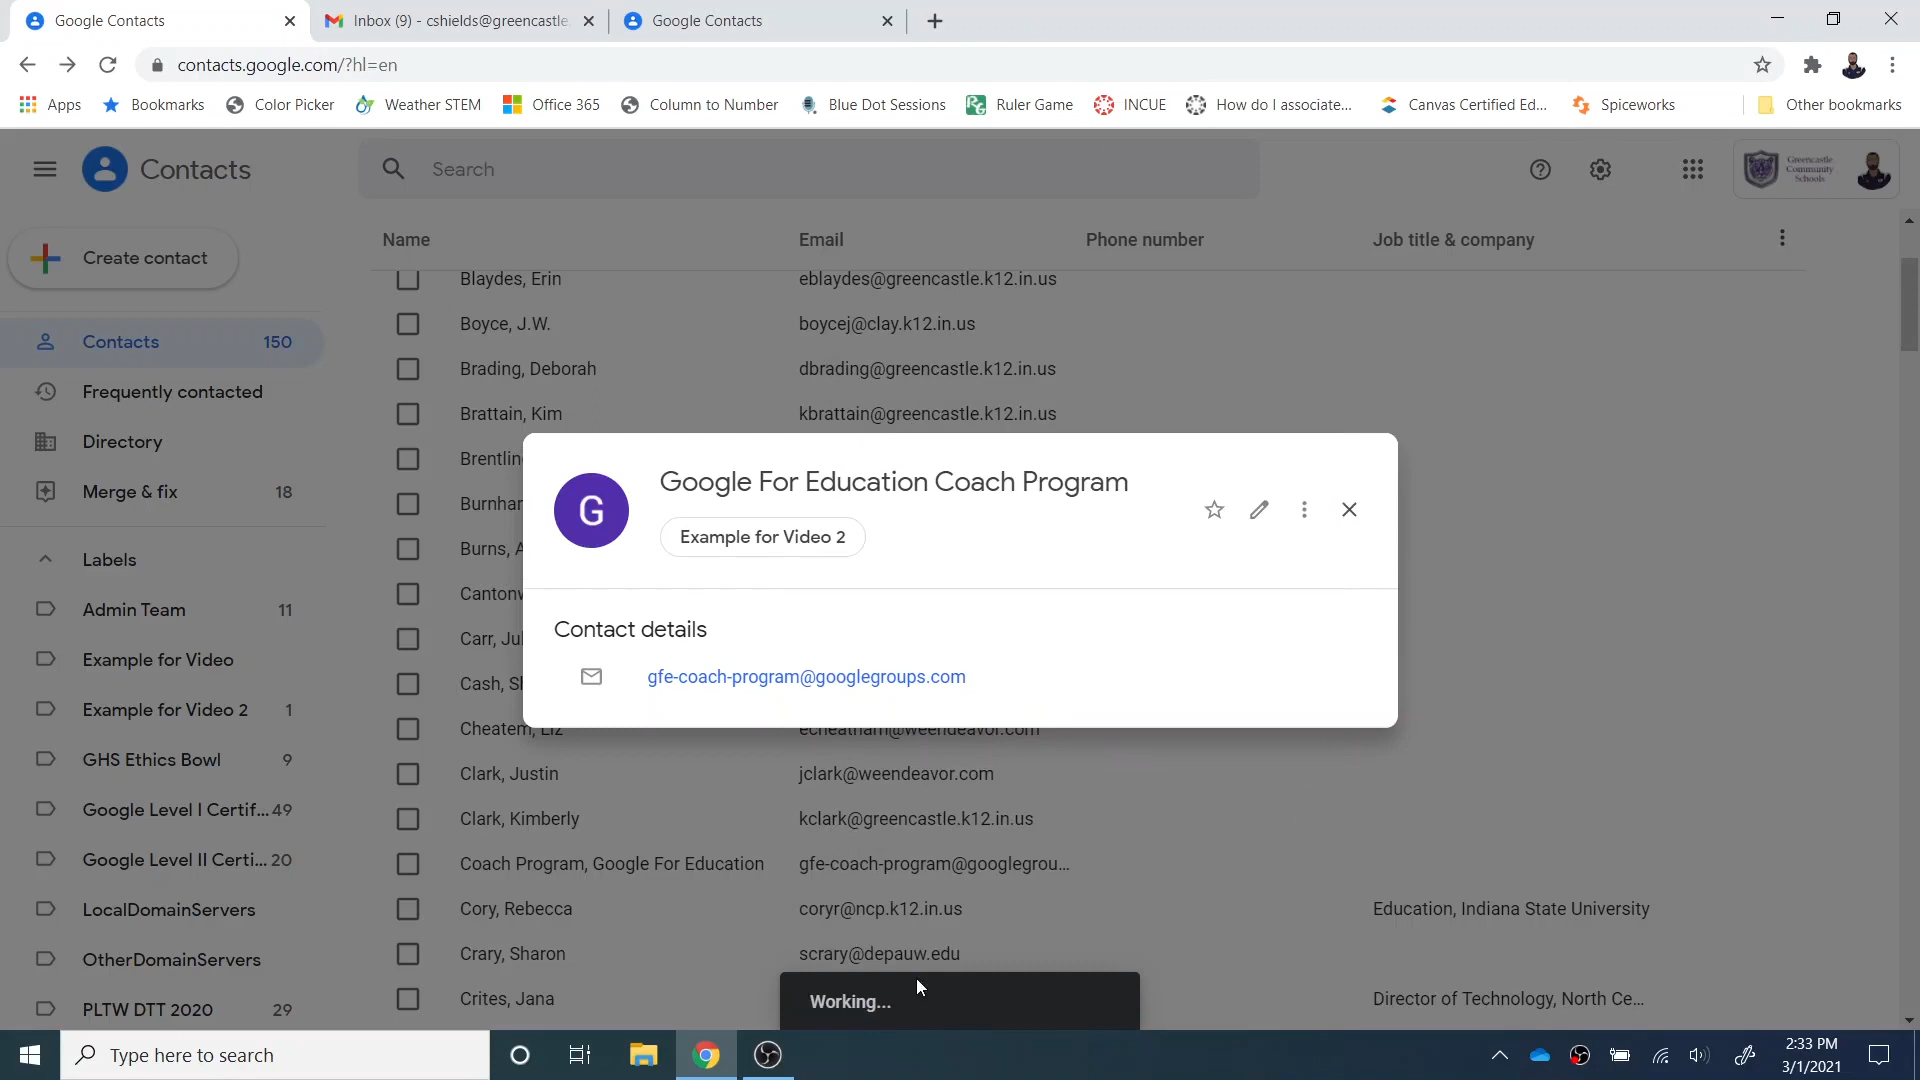 Google Contacts
Inbox (9) - cshields@greencastle.
Google Contacts
contacts.google.com/?hl=en
Apps
Bookmarks
Color Picker
Weather STEM
Office 365
Column to Number
Blue Dot Sessions
Ruler Game
INCUE
How do I associate...
Canvas Certified Ed...
Spiceworks
Other bookmarks
Contacts
Search
Greencastle
Community
Schools
Create contact
Contacts 150
Frequently contacted
Directory
Merge & fix 18
Labels
Admin Team 11
Example for Video
Example for Video 2 1
GHS Ethics Bowl 9
Google Level I Certif... 49
Google Level II Certi... 20
LocalDomainServers
OtherDomainServers
PLTW DTT 2020 29
Name Email Phone number Job title & company
Blaydes, Erin eblaydes@greencastle.k12.in.us
Boyce, J.W. boycej@clay.k12.in.us
Brading, Deborah dbrading@greencastle.k12.in.us
Brattain, Kim kbrattain@greencastle.k12.in.us
Brentlin
Burnhar
Burns, A
Cantonw
Carr, Jul
Cash, Sh
Cheatem, Liz echeatham@weendeavor.com
Clark, Justin jclark@weendeavor.com
Clark, Kimberly kclark@greencastle.k12.in.us
Coach Program, Google For Education gfe-coach-program@googlegrou...
Cory, Rebecca coryr@ncp.k12.in.us Education, Indiana State University
Crary, Sharon scrary@depauw.edu
Crites, Jana Director of Technology, North Ce...
G
Google For Education Coach Program
Example for Video 2
Contact details
gfe-coach-program@googlegroups.com
Working...
Type here to search
2:33 PM
3/1/2021